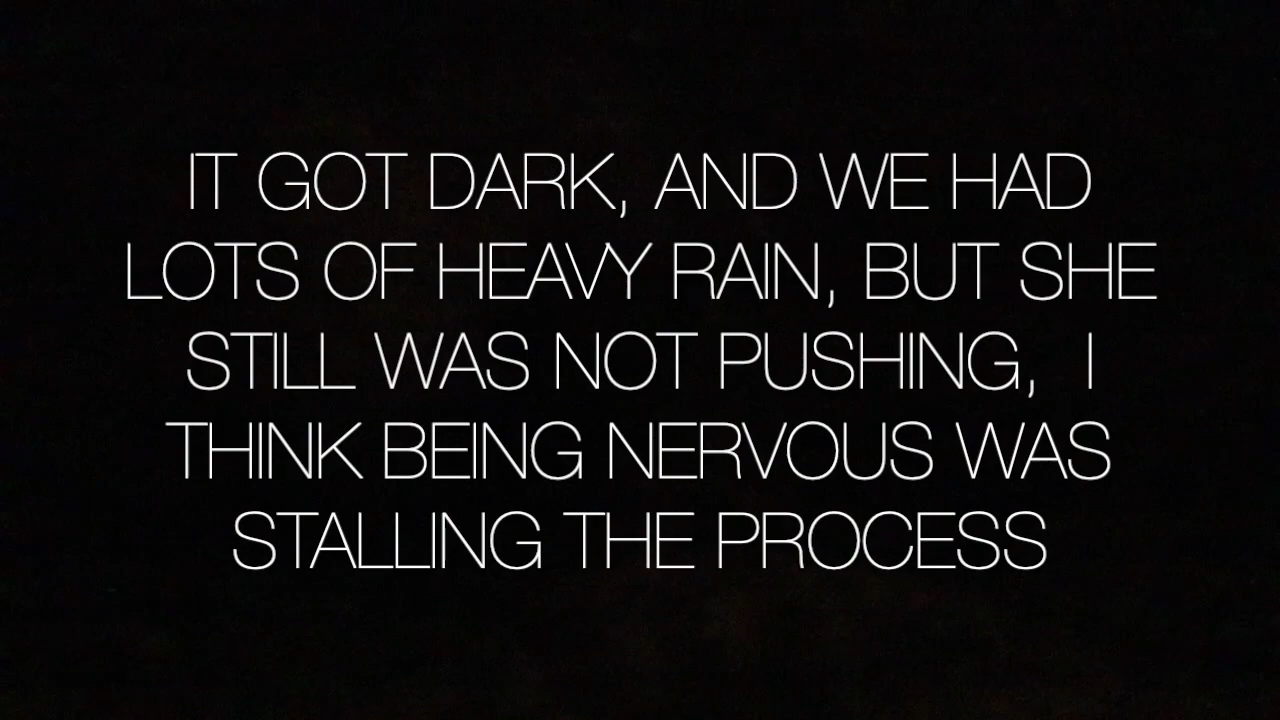 IT GOT DARK, AND WE HAD
LOTS OF HEAVY RAIN, BUT SHE
STILL WAS NOT PUSHING,  I
THINK BEING NERVOUS WAS
STALLING THE PROCESS